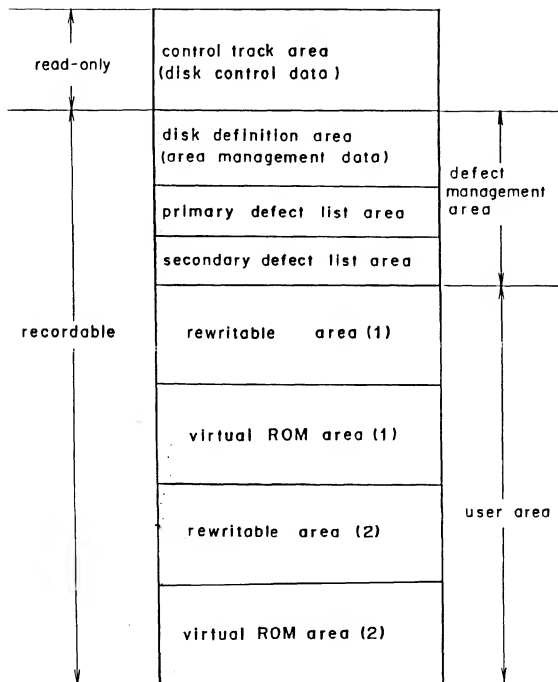 read-only
control track area
(disk control data)
disk definition area
(area management data)
primary defect list area
secondary defect list area
defect
management
area
recordable
rewritable area (1)
virtual ROM area (1)
rewritable area (2)
virtual ROM area (2)
user area